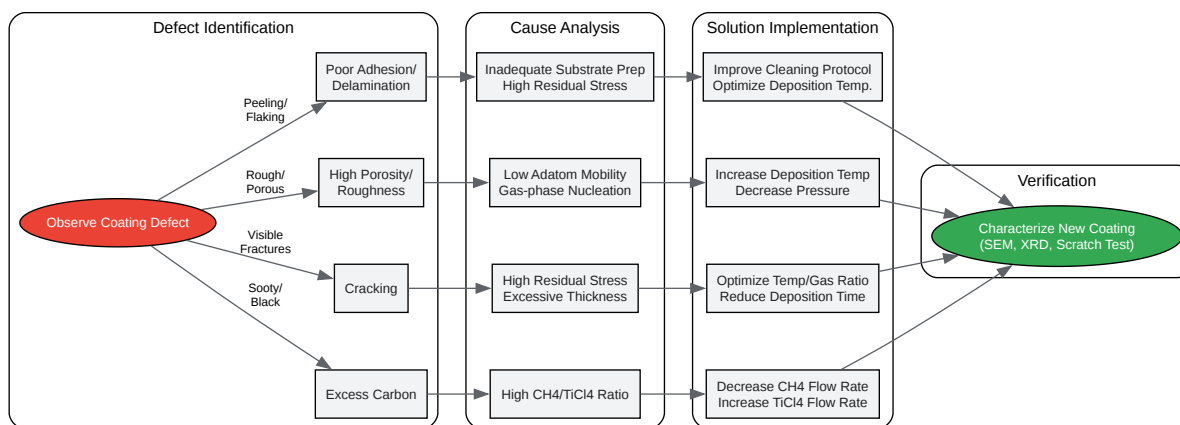 Defect Identification
Cause Analysis
Solution Implementation
Verification
Observe Coating Defect
Peeling/
Flaking
Poor Adhesion/
Delamination
Inadequate Substrate Prep
High Residual Stress
Improve Cleaning Protocol
Optimize Deposition Temp.
Rough/
Porous
High Porosity/
Roughness
Low Adatom Mobility
Gas-phase Nucleation
Increase Deposition Temp
Decrease Pressure
Visible
Fractures
Cracking
High Residual Stress
Excessive Thickness
Optimize Temp/Gas Ratio
Reduce Deposition Time
Sooty/
Black
Excess Carbon
High CH4/TiCl4 Ratio
Decrease CH4 Flow Rate
Increase TiCl4 Flow Rate
Characterize New Coating
(SEM, XRD, Scratch Test)